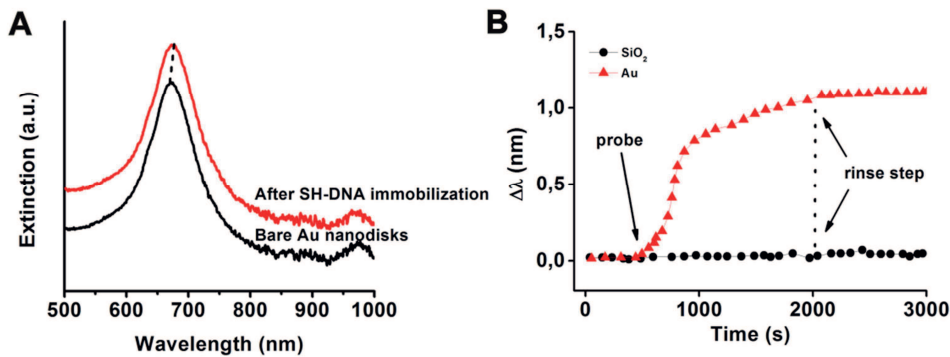 A
Extinction (a.u.)
After SH-DNA immobilization
Bare Au nanodisks
500 600 700 800 900 1000
Wavelength (nm)
B
1,5
1,0
0,5
0,0
Δλ (nm)
SiO₂
Au
probe
rinse step
0 1000 2000 3000
Time (s)